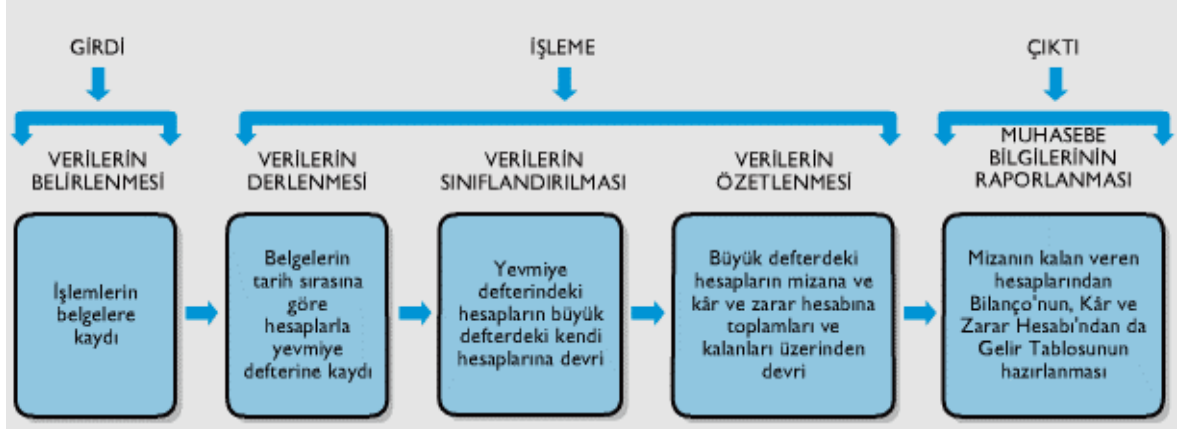 GİRDİ
İŞLEME
ÇIKTI
VERİLERİN
BELİRLENMESİ
VERİLERİN
DERLENMESİ
VERİLERİN
SINIFLANDIRILMASI
VERİLERİN
ÖZETLENMESİ
MUHASEBE
BİLGİLERİNİN
RAPORLANMASI
İşlemlerin
belgelere
kaydı
Belgelerin
tarih sırasına
göre
hesaplarla
yevmiye
defterine kaydı
Yevmiye
defterindeki
hesapların büyük
defterdeki kendi
hesaplarına devri
Büyük defterdeki
hesapların mizana ve
kâr ve zarar hesabına
toplamları ve
kalanları üzerinden
devri
Mizanın kalan veren
hesaplarından
Bilanço'nun, Kâr ve
Zarar Hesabı'ndan da
Gelir Tablosunun
hazırlanması